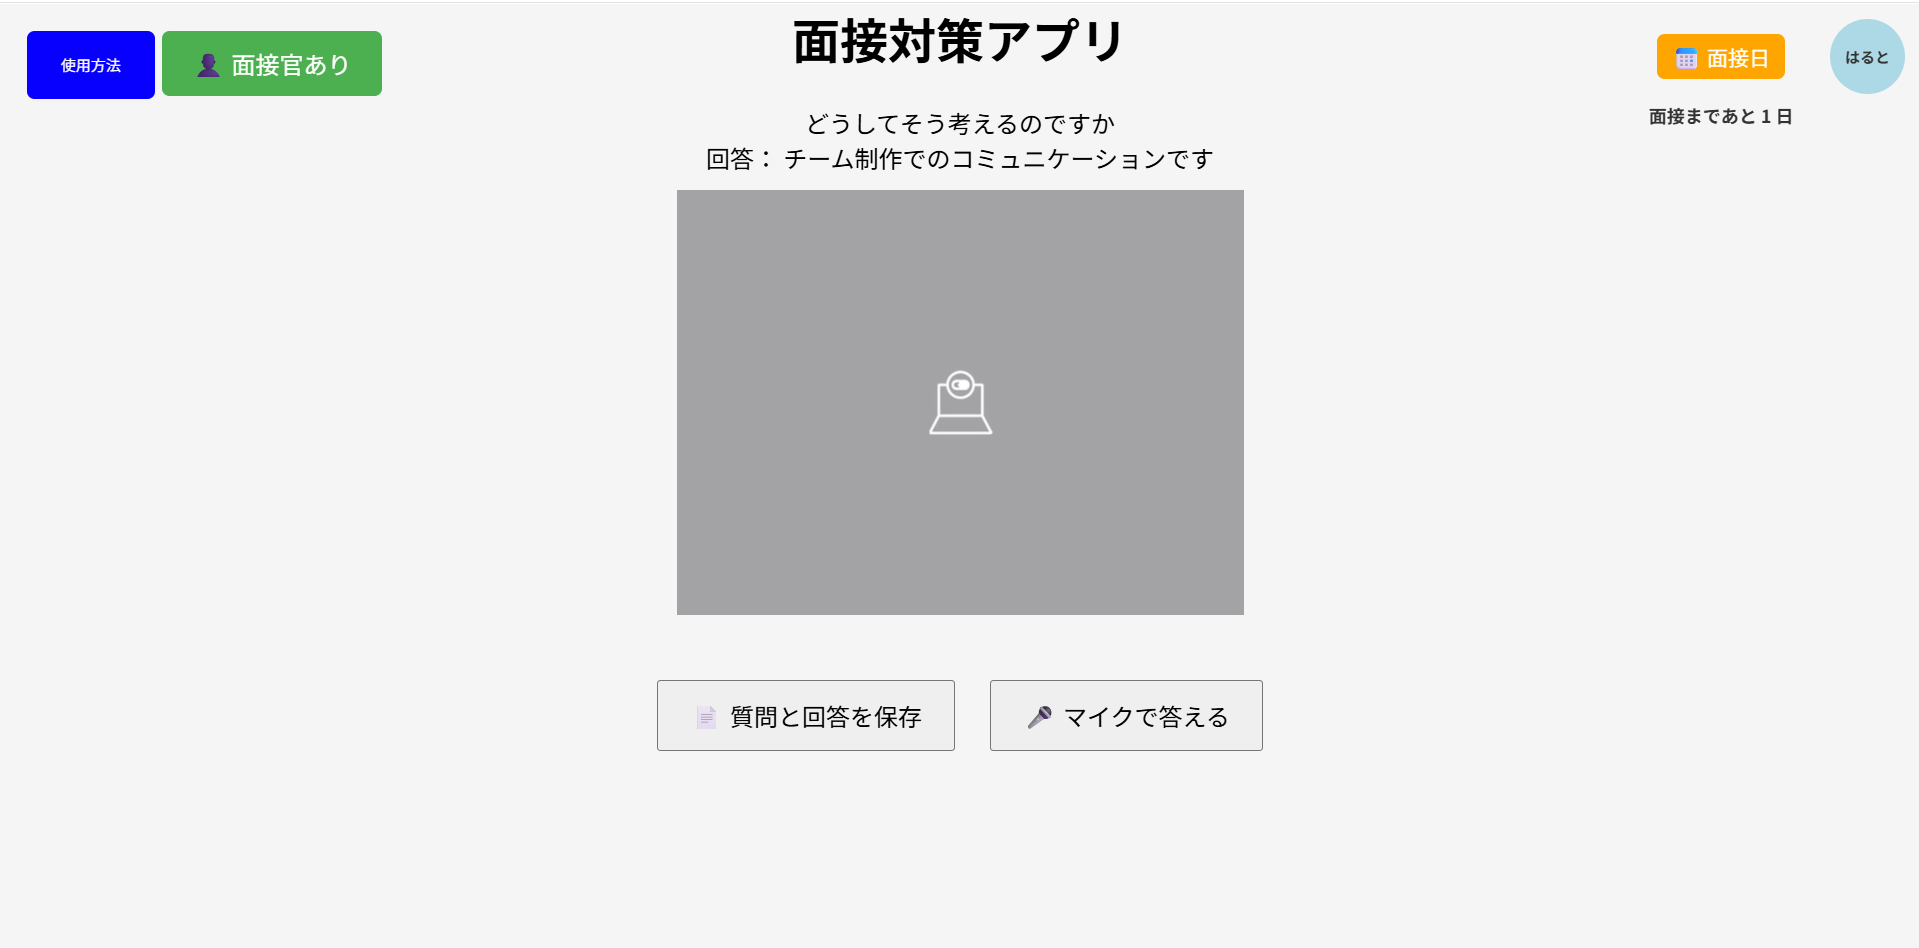 使用方法
面接官あり
面接対策アプリ
面接日
はると
面接まであと 1 日
どうしてそう考えるのですか
回答： チーム制作でのコミュニケーションです
質問と回答を保存
マイクで答える